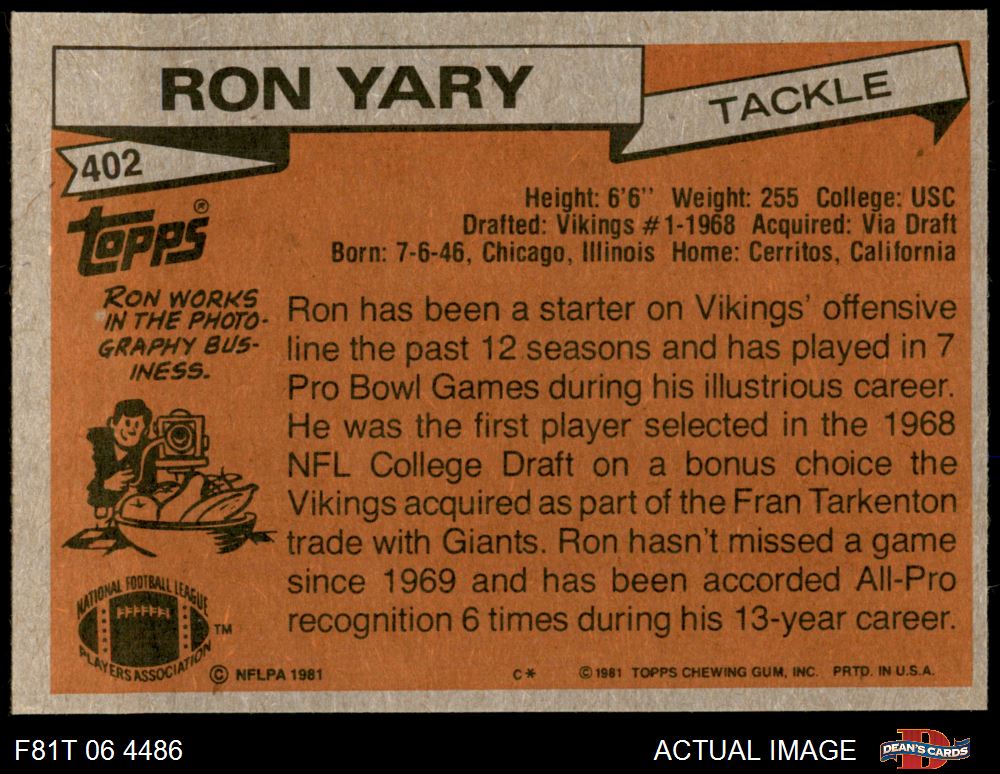 RON YARY
TACKLE
402
TOPPS®
Height: 6'6'' Weight: 255 College: USC
Drafted: Vikings #1-1968 Acquired: Via Draft
Born: 7-6-46, Chicago, Illinois Home: Cerritos, California
RON WORKS
IN THE PHOTO-
GRAPHY BUS-
INESS.
Ron has been a starter on Vikings' offensive
line the past 12 seasons and has played in 7
Pro Bowl Games during his illustrious career.
He was the first player selected in the 1968
NFL College Draft on a bonus choice the
Vikings acquired as part of the Fran Tarkenton
trade with Giants. Ron hasn't missed a game
since 1969 and has been accorded All-Pro
recognition 6 times during his 13-year career.
NATIONAL FOOTBALL LEAGUE
PLAYERS ASSOCIATION
TM
© NFLPA 1981
C*
© 1981 TOPPS CHEWING GUM, INC. PRTD. IN U.S.A.
F81T 06 4486
ACTUAL IMAGE
DEAN'S CARDS